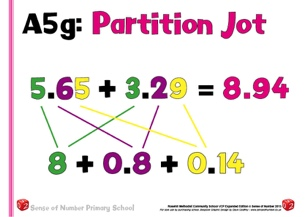 A5g: Partition Jot
5.65 + 3.29 = 8.94
8 + 0.8 + 0.14
Sense of Number Primary School